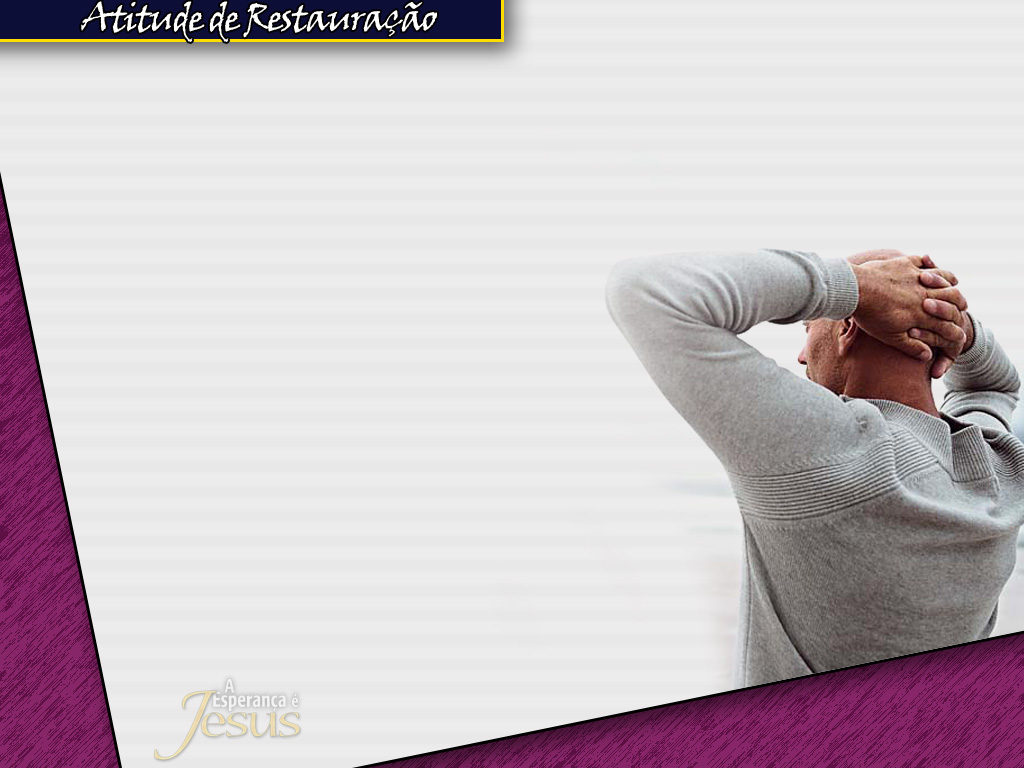 Atitude de Restauração
A
Esperança é
Jesus